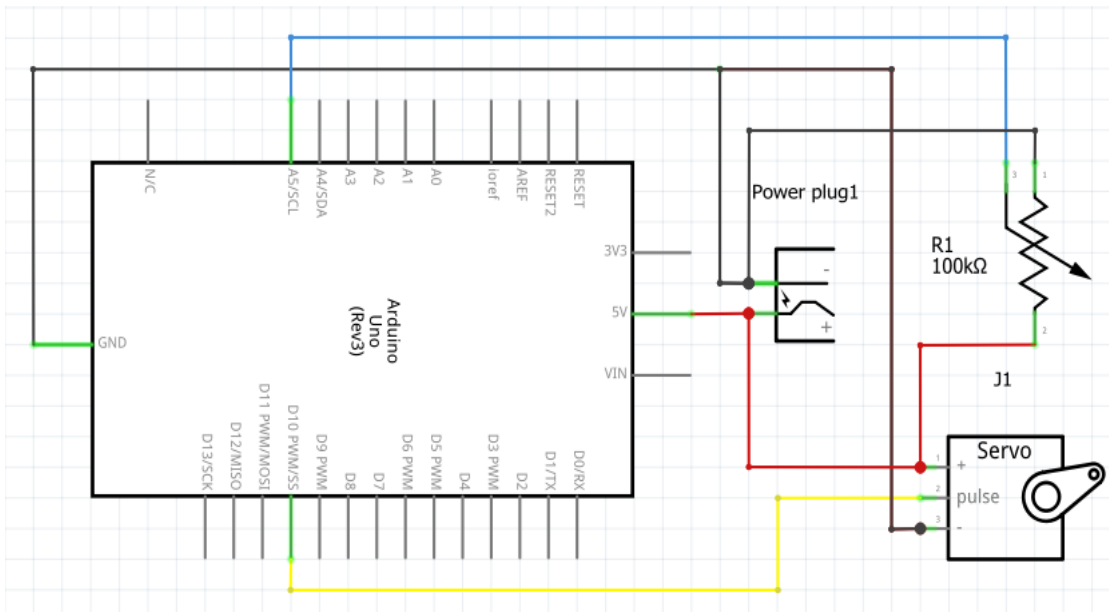 N/C
A5/SCL
A4/SDA
A3
A2
A1
A0
ioref
AREF
RESET2
RESET
3
1
Power plug1
-
+
R1
100kΩ
2
3V3
5V
VIN
GND
Arduino
Uno
(Rev3)
J1
Servo
1
+
2
pulse
3
-
D13/SCK
D12/MISO
D11 PWM/MOSI
D10 PWM/SS
D9 PWM
D8
D7
D6 PWM
D5 PWM
D4
D3 PWM
D2
D1/TX
D0/RX